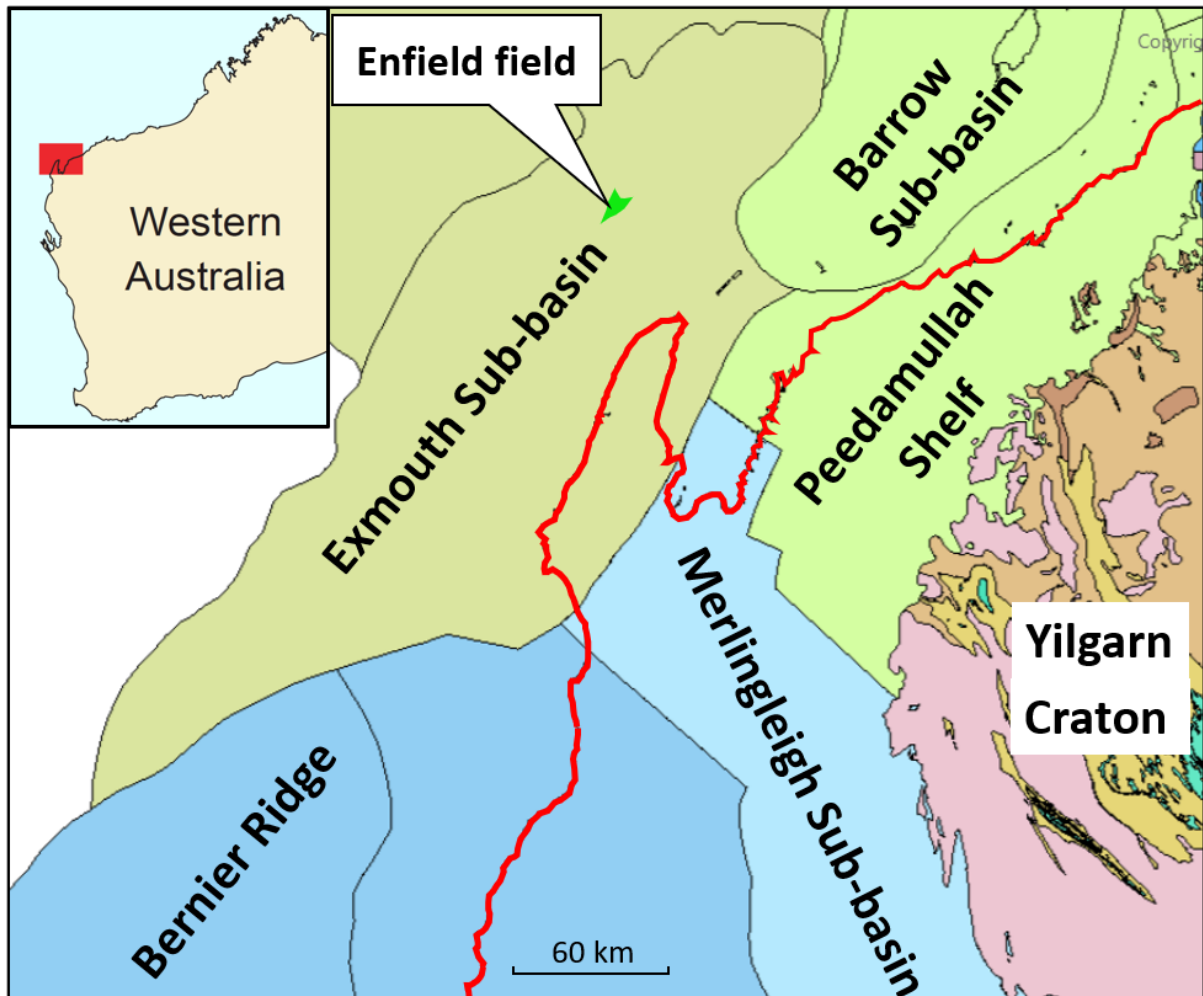 Enfield field
Copyrig
Western
Australia
Barrow
Sub-basin
Exmouth Sub-basin
Peedamullah
Shelf
Merlingleigh Sub-basin
Yilgarn
Craton
Bernier Ridge
60 km